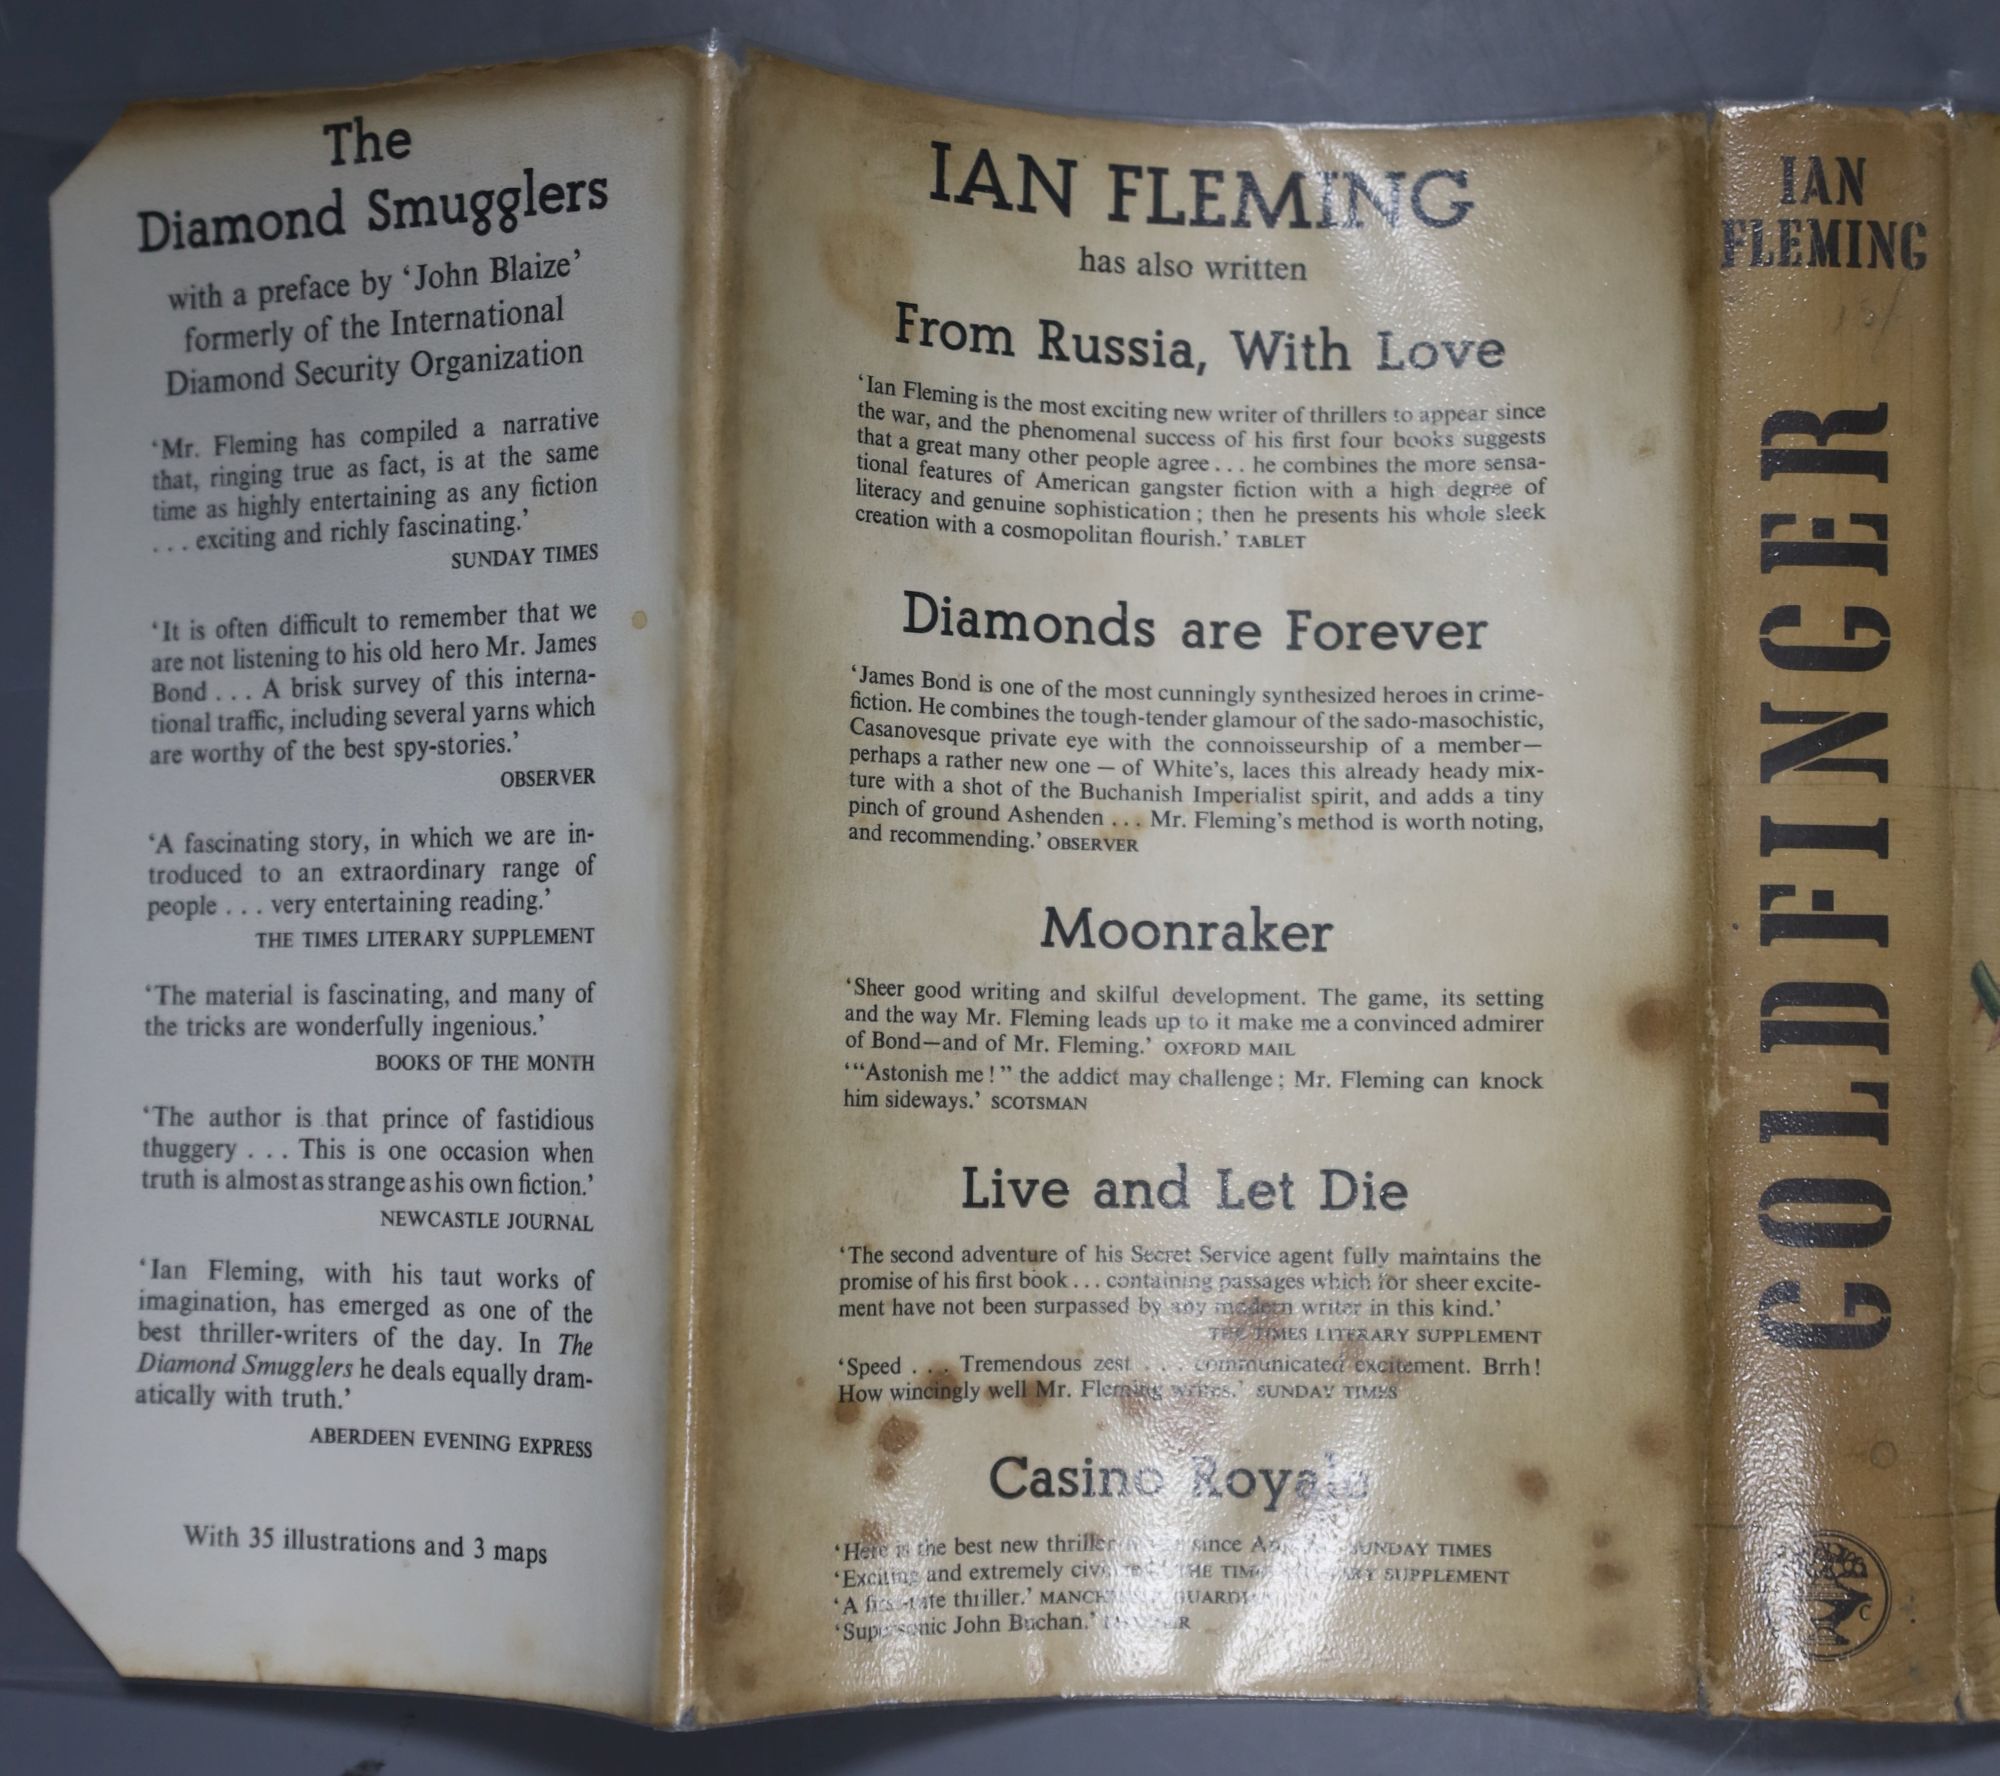 The
Diamond Smugglers
with a preface by ‘John Blaize’
formerly of the International
Diamond Security Organization
‘Mr. Fleming has compiled a narrative
that, ringing true as fact, is at the same
time as highly entertaining as any fiction
. . . exciting and richly fascinating.’
SUNDAY TIMES
‘It is often difficult to remember that we
are not listening to his old hero Mr. James
Bond . . . A brisk survey of this interna-
tional traffic, including several yarns which
are worthy of the best spy-stories.’
OBSERVER
‘A fascinating story, in which we are in-
troduced to an extraordinary range of
people . . . very entertaining reading.’
THE TIMES LITERARY SUPPLEMENT
‘The material is fascinating, and many of
the tricks are wonderfully ingenious.’
BOOKS OF THE MONTH
‘The author is that prince of fastidious
thuggery . . . This is one occasion when
truth is almost as strange as his own fiction.’
NEWCASTLE JOURNAL
‘Ian Fleming, with his taut works of
imagination, has emerged as one of the
best thriller-writers of the day. In The
Diamond Smugglers he deals equally dram-
atically with truth.’
ABERDEEN EVENING EXPRESS
With 35 illustrations and 3 maps
IAN FLEMING
has also written
From Russia, With Love
‘Ian Fleming is the most exciting new writer of thrillers to appear since
the war, and the phenomenal success of his first four books suggests
that a great many other people agree . . . he combines the more sensa-
tional features of American gangster fiction with a high degree of
literacy and genuine sophistication; then he presents his whole sleek
creation with a cosmopolitan flourish.’ TABLET
Diamonds are Forever
‘James Bond is one of the most cunningly synthesized heroes in crime-
fiction. He combines the tough-tender glamour of the sado-masochistic,
Casanovesque private eye with the connoisseurship of a member—
perhaps a rather new one — of White’s, laces this already heady mix-
ture with a shot of the Buchanish Imperialist spirit, and adds a tiny
pinch of ground Ashenden . . . Mr. Fleming’s method is worth noting,
and recommending.’ OBSERVER
Moonraker
‘Sheer good writing and skilful development. The game, its setting
and the way Mr. Fleming leads up to it make me a convinced admirer
of Bond—and of Mr. Fleming.’ OXFORD MAIL
‘“Astonish me!” the addict may challenge; Mr. Fleming can knock
him sideways.’ SCOTSMAN
Live and Let Die
‘The second adventure of his Secret Service agent fully maintains the
promise of his first book . . . containing passages which for sheer excite-
ment have not been surpassed by any modern writer in this kind.’
THE TIMES LITERARY SUPPLEMENT
‘Speed . . . Tremendous zest . . . communicated excitement. Brrh!
How wincingly well Mr. Fleming writes.’ SUNDAY TIMES
Casino Royale
‘Here is the best new thriller since SUNDAY TIMES
‘Exciting and extremely THE TIMES LITERARY SUPPLEMENT
‘A first-rate thriller.’ MANCHESTER GUARDIAN
‘Supersonic John Buchan.’
IAN
FLEMING
GOLDFINGER